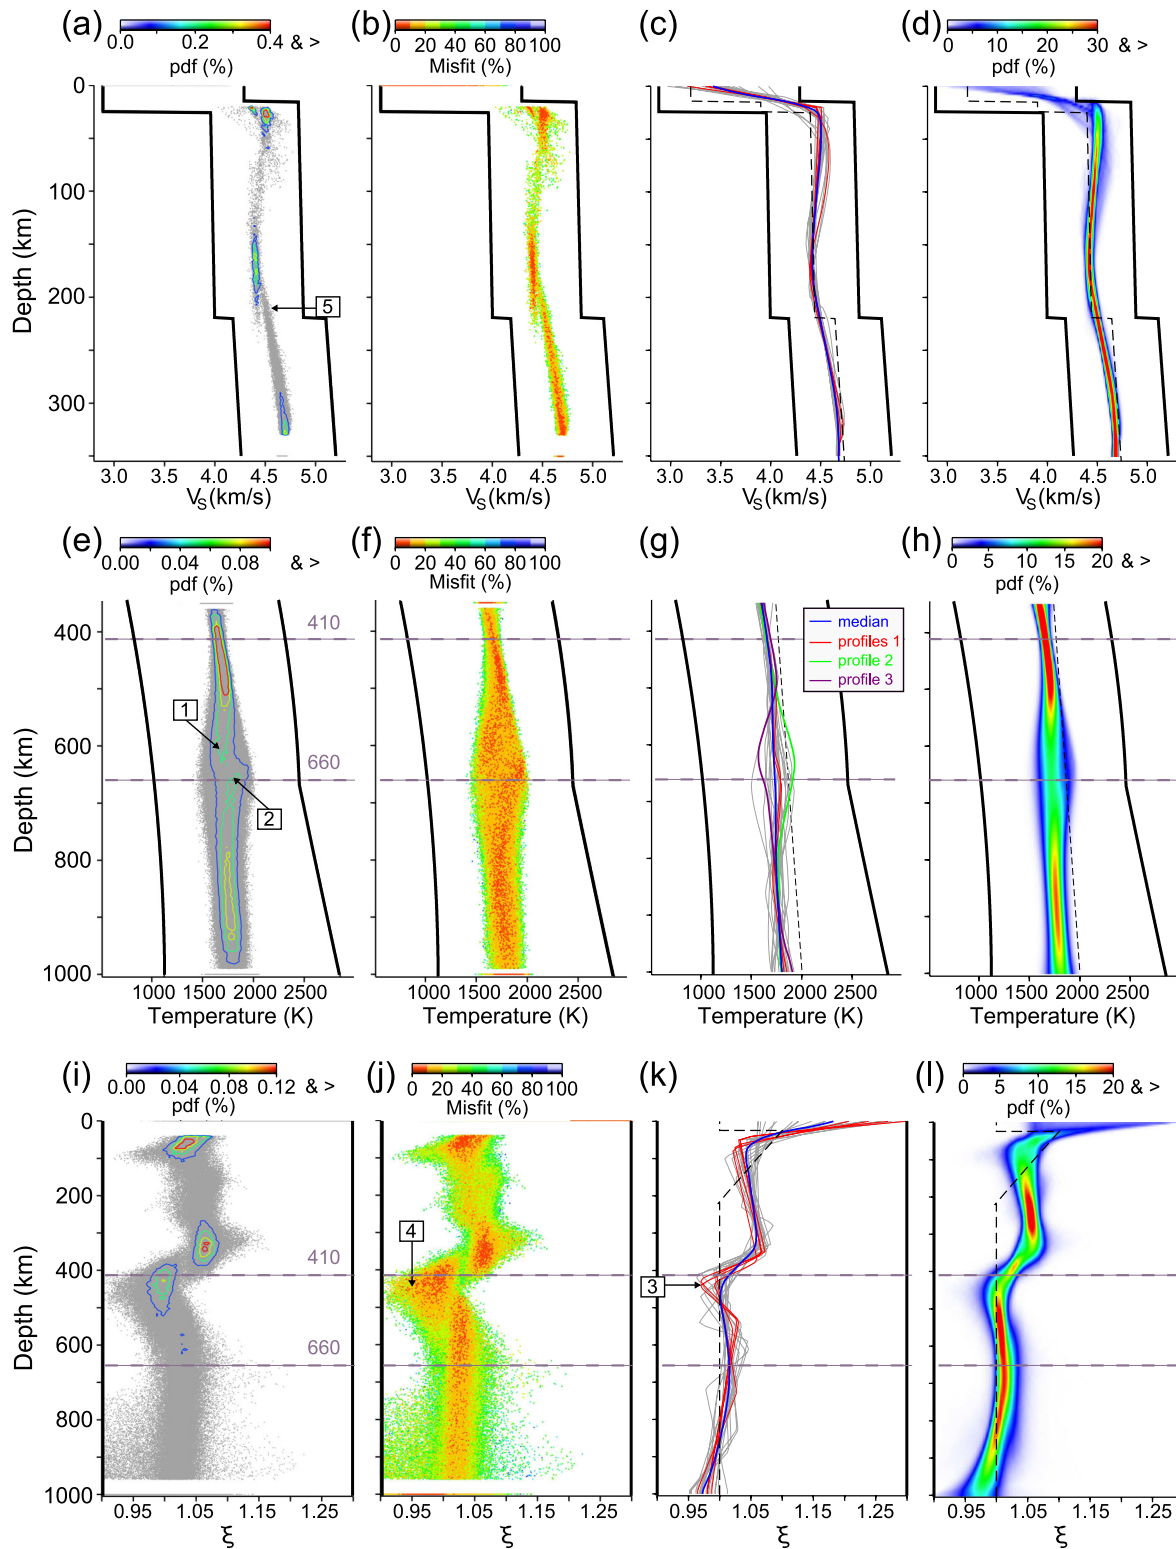 (a) (b) (c) (d)
0.0 0.2 0.4 & >
pdf (%)
0 20 40 60 80 100
Misfit (%)
0 10 20 30 & >
pdf (%)
0
100
200
300
Depth (km)
5
3.0 3.5 4.0 4.5 5.0
3.0 3.5 4.0 4.5 5.0
3.0 3.5 4.0 4.5 5.0
3.0 3.5 4.0 4.5 5.0
VS(km/s) VS(km/s) VS(km/s) VS(km/s)
(e) (f) (g) (h)
0.00 0.04 0.08 & >
pdf (%)
0 20 40 60 80 100
Misfit (%)
0 5 10 15 20 & >
pdf (%)
400
600
800
1000
Depth (km)
410
660
1
2
median
profiles 1
profile 2
profile 3
1000 1500 2000 2500
1000 1500 2000 2500
1000 1500 2000 2500
1000 1500 2000 2500
Temperature (K) Temperature (K) Temperature (K) Temperature (K)
(i) (j) (k) (l)
0.00 0.04 0.08 0.12 & >
pdf (%)
0 20 40 60 80 100
Misfit (%)
0 5 10 15 20 & >
pdf (%)
0
200
400
600
800
1000
Depth (km)
410
660
4
3
0.95 1.05 1.15 1.25
0.95 1.05 1.15 1.25
0.95 1.05 1.15 1.25
0.95 1.05 1.15 1.25
ξ ξ ξ ξ